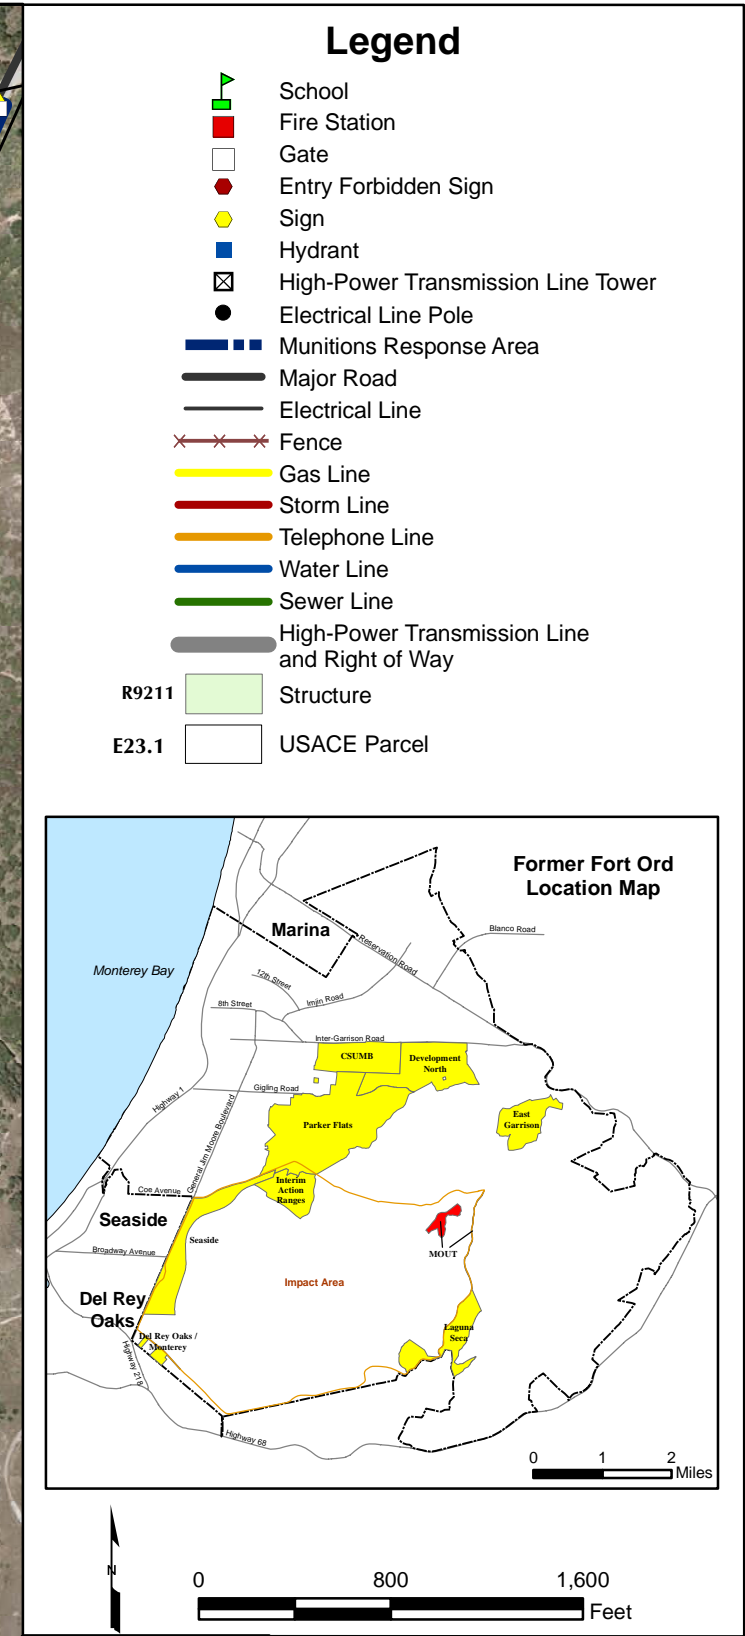 Legend
School
Fire Station
Gate
Entry Forbidden Sign
Sign
Hydrant
High-Power Transmission Line Tower
Electrical Line Pole
Munitions Response Area
Major Road
Electrical Line
Fence
Gas Line
Storm Line
Telephone Line
Water Line
Sewer Line
High-Power Transmission Line
and Right of Way
R9211
Structure
E23.1
USACE Parcel
Former Fort Ord
Location Map
Marina
Blanco Road
Reservation Road
Monterey Bay
12th Street
8th Street
Imjin Road
Inter-Garrison Road
CSUMB
Development
North
Gigling Road
Highway 1
General Jim Moore Boulevard
Parker Flats
East
Garrison
Interim
Action
Ranges
Coe Avenue
Seaside
Seaside
Broadway Avenue
MOUT
Impact Area
Del Rey
Oaks
Del Rey Oaks /
Monterey
Laguna
Seca
Highway 218
Highway 68
0 1 2
Miles
N
0 800 1,600
Feet